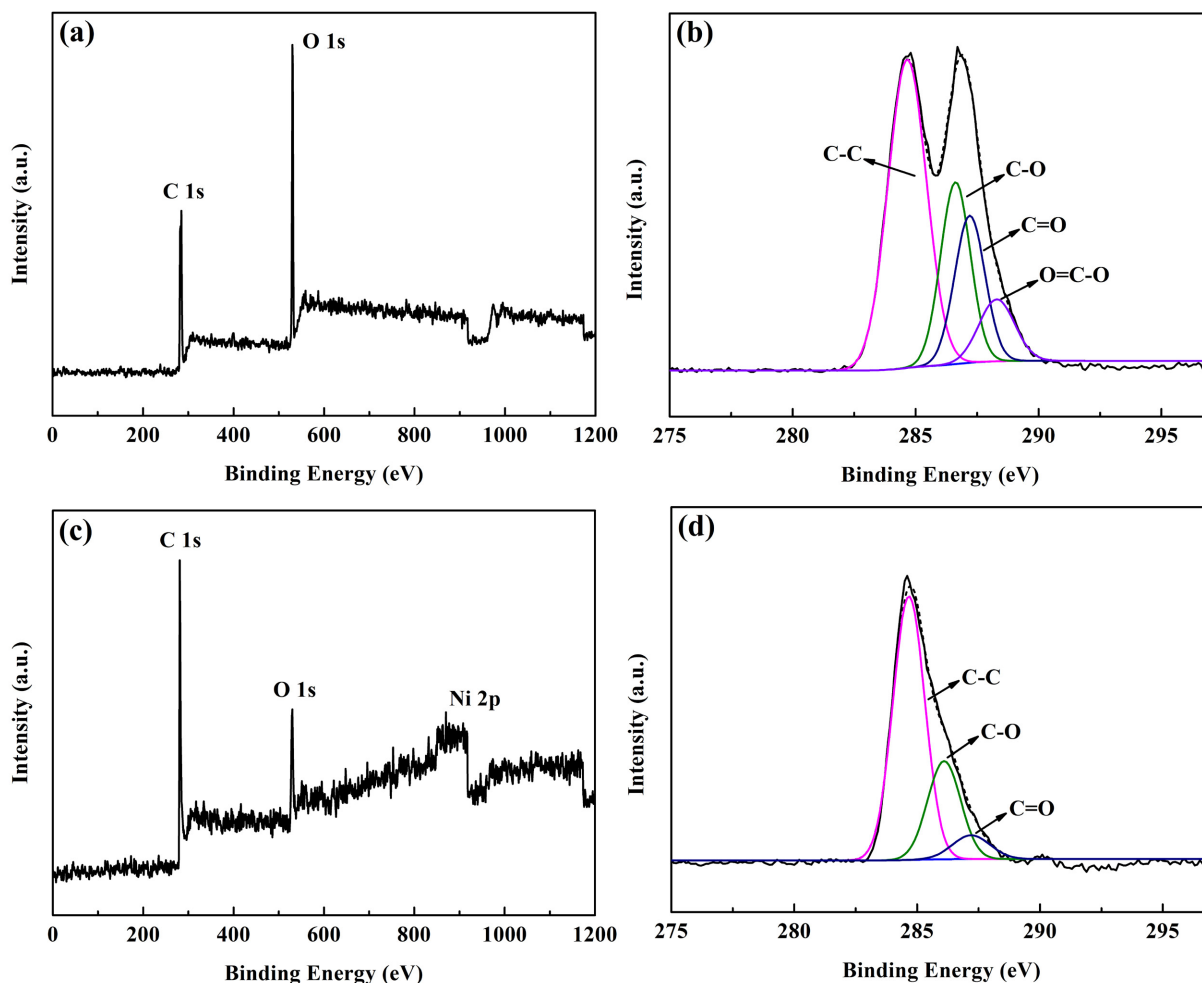 (a)
O 1s
C 1s
Intensity (a.u.)
0 200 400 600 800 1000 1200
Binding Energy (eV)
(b)
C-C
C-O
C=O
O=C-O
Intensity (a.u.)
275 280 285 290 295
Binding Energy (eV)
(c)
C 1s
O 1s
Ni 2p
Intensity (a.u.)
0 200 400 600 800 1000 1200
Binding Energy (eV)
(d)
C-C
C-O
C=O
Intensity (a.u.)
275 280 285 290 295
Binding Energy (eV)